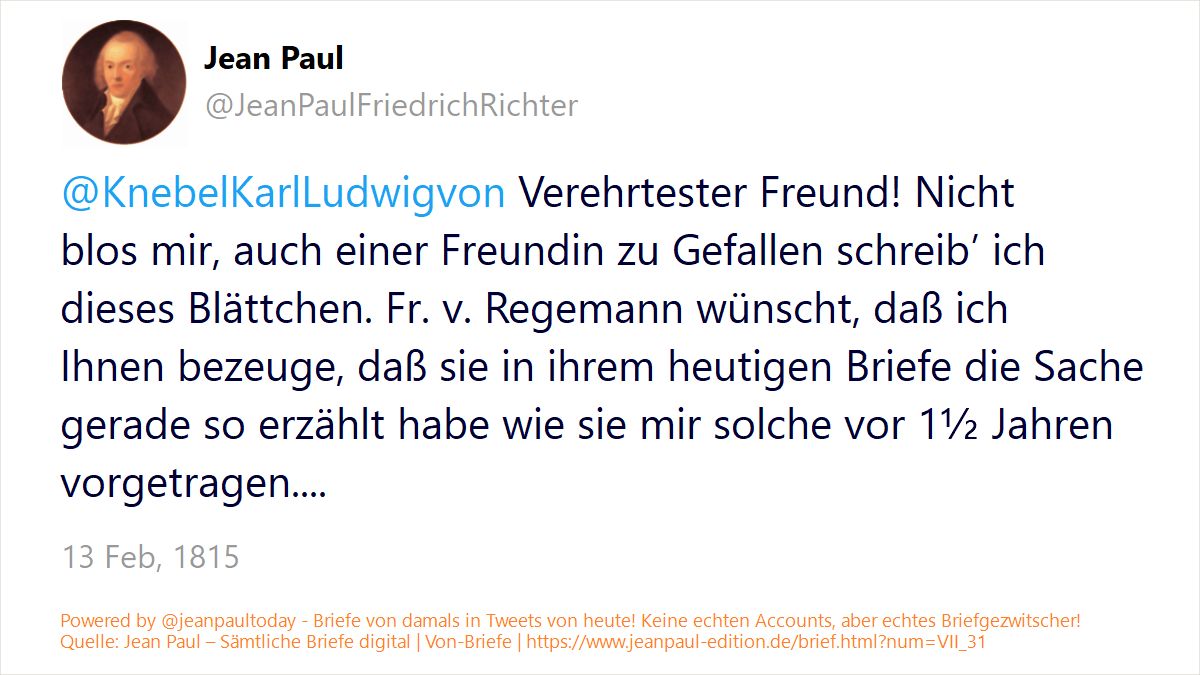 Jean Paul
@JeanPaulFriedrichRichter
@KnebelKarlLudwigvon Verehrtester Freund! Nicht
blos mir, auch einer Freundin zu Gefallen schreib’ ich
dieses Blättchen. Fr. v. Regemann wünscht, daß ich
Ihnen bezeuge, daß sie in ihrem heutigen Briefe die Sache
gerade so erzählt habe wie sie mir solche vor 1½ Jahren
vorgetragen....
13 Feb, 1815
Powered by @jeanpaultoday - Briefe von damals in Tweets von heute! Keine echten Accounts, aber echtes Briefgezwitscher!
Quelle: Jean Paul – Sämtliche Briefe digital | Von-Briefe | https://www.jeanpaul-edition.de/brief.html?num=VII_31